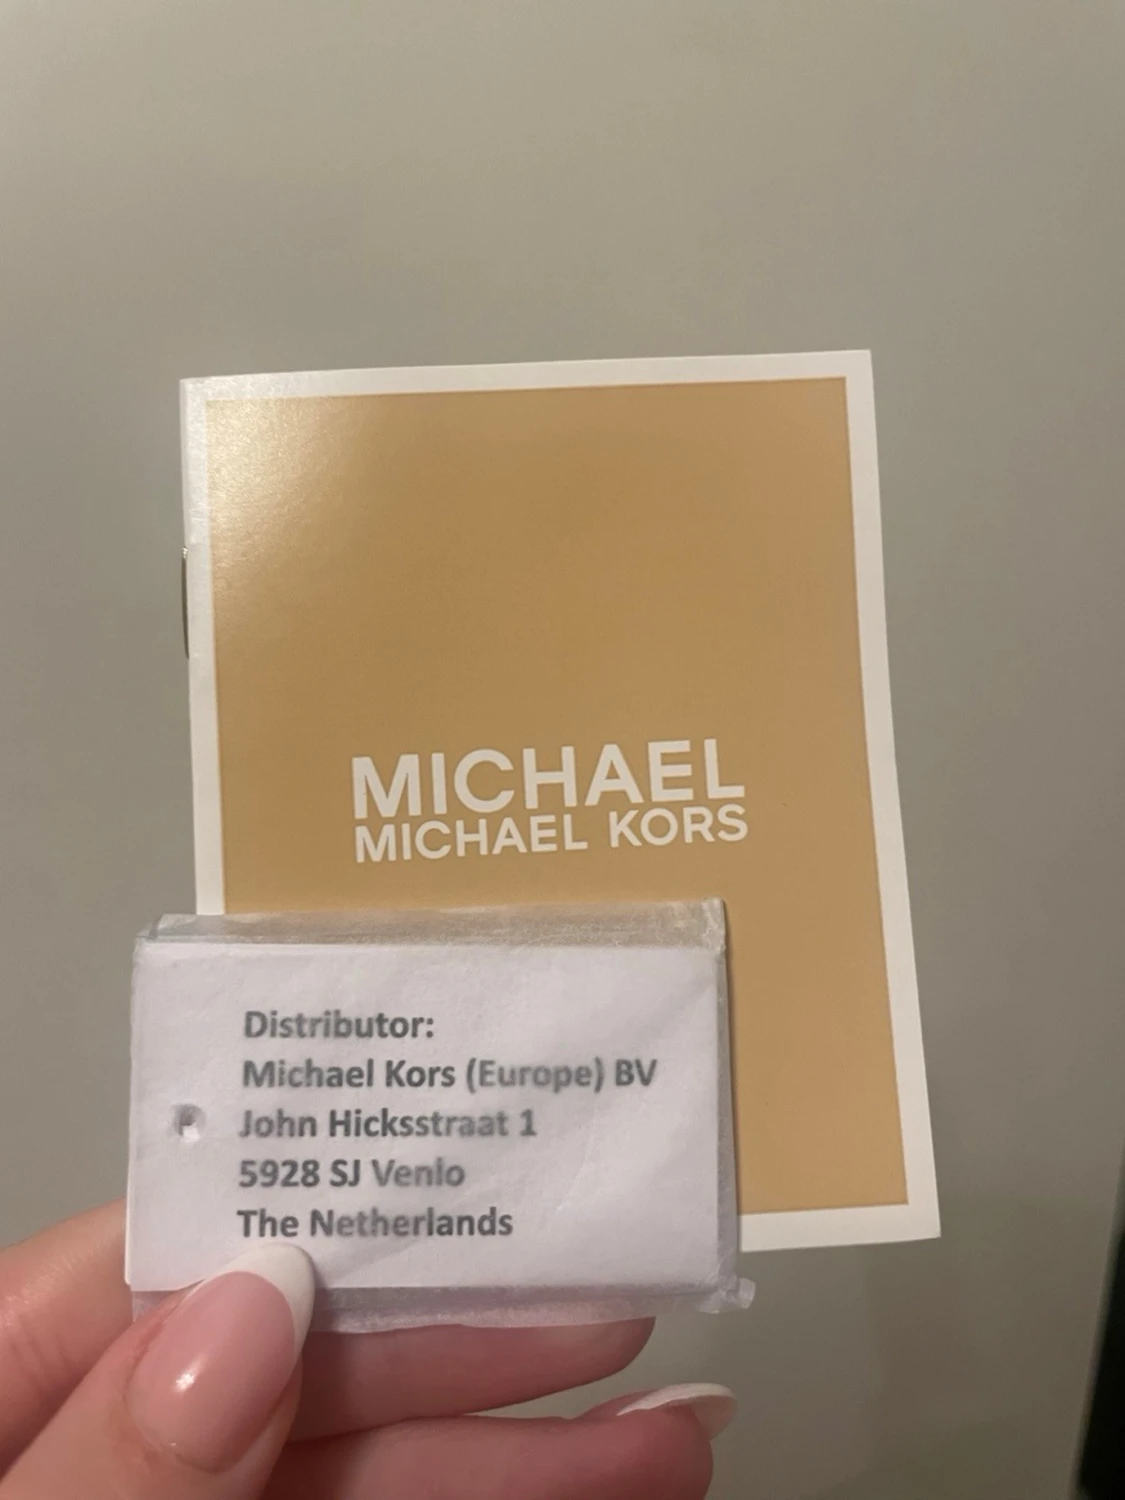 MICHAEL
MICHAEL KORS
Distributor:
Michael Kors (Europe) BV
John Hicksstraat 1
5928 SJ Venlo
The Netherlands